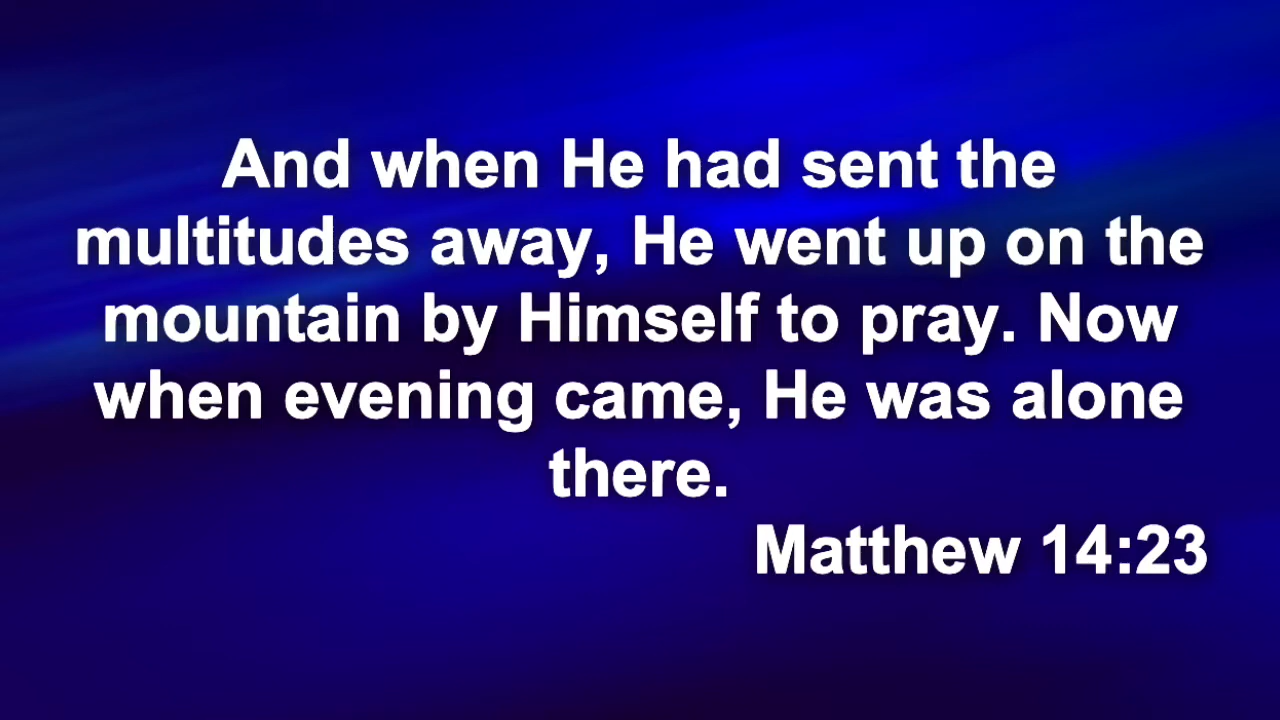 And when He had sent the
multitudes away, He went up on the
mountain by Himself to pray. Now
when evening came, He was alone
there.
Matthew 14:23